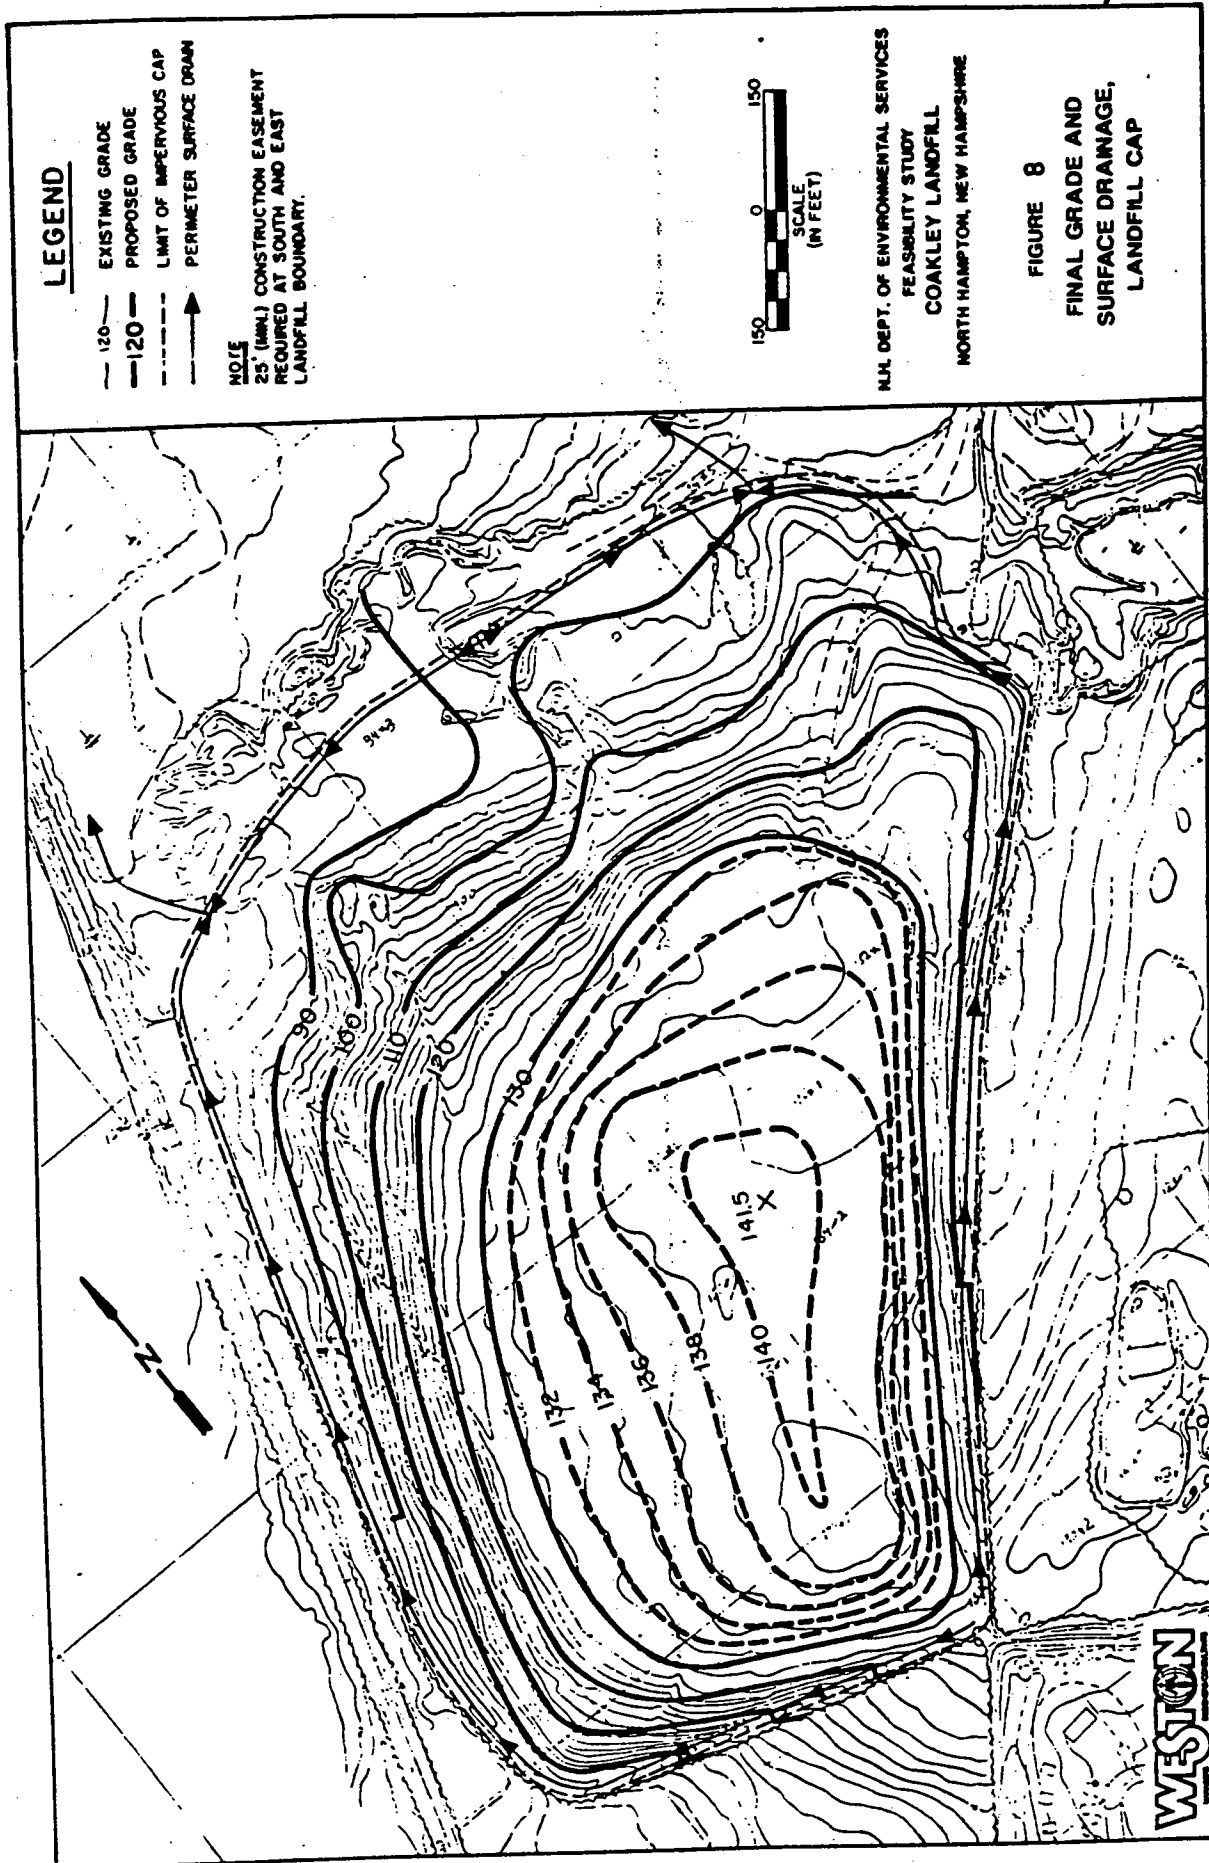 LEGEND
120 EXISTING GRADE
120 PROPOSED GRADE
LIMIT OF IMPERVIOUS CAP
PERIMETER SURFACE DRAIN
NOTE
25' (MIN.) CONSTRUCTION EASEMENT
REQUIRED AT SOUTH AND EAST
LANDFILL BOUNDARY.
150 0 150
SCALE
(IN FEET)
N.H. DEPT. OF ENVIRONMENTAL SERVICES
FEASIBILITY STUDY
COAKLEY LANDFILL
NORTH HAMPTON, NEW HAMPSHIRE
FIGURE 8
FINAL GRADE AND
SURFACE DRAINAGE,
LANDFILL CAP
N
90
100
110
120
130
132
134
136
138
140
141.5
X
WESTON